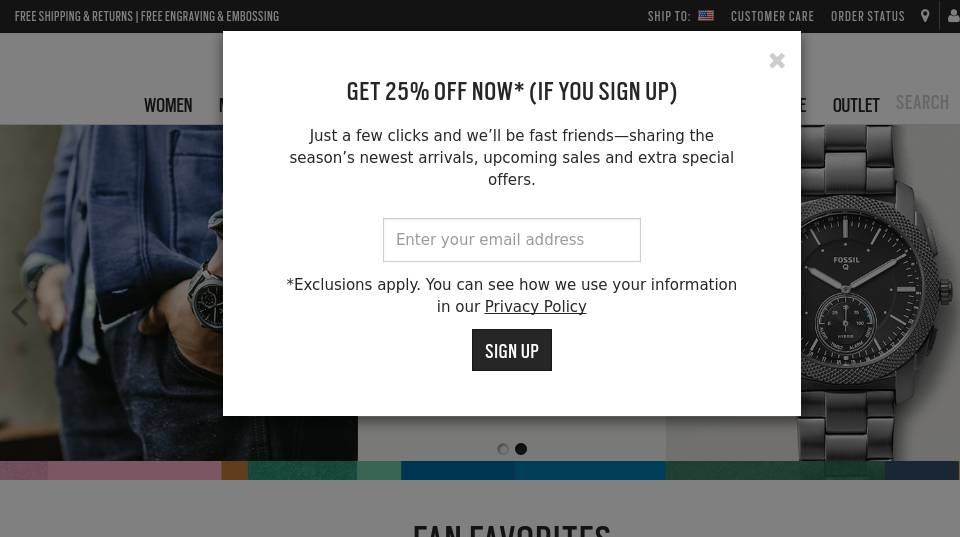 FREE SHIPPING & RETURNS | FREE ENGRAVING & EMBOSSING
SHIP TO:
CUSTOMER CARE
ORDER STATUS
WOMEN
OUTLET
SEARCH
GET 25% OFF NOW* (IF YOU SIGN UP)
Just a few clicks and we’ll be fast friends—sharing the
season’s newest arrivals, upcoming sales and extra special
offers.
Enter your email address
*Exclusions apply. You can see how we use your information
in our Privacy Policy
SIGN UP
FOSSIL
Q
FAN FAVORITES